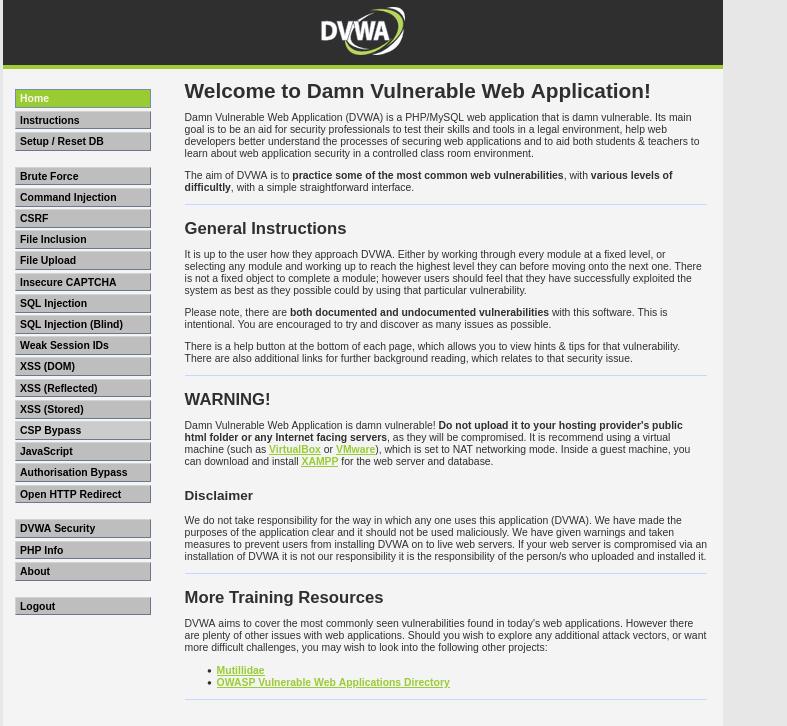 DVWA
Home
Instructions
Setup / Reset DB
Brute Force
Command Injection
CSRF
File Inclusion
File Upload
Insecure CAPTCHA
SQL Injection
SQL Injection (Blind)
Weak Session IDs
XSS (DOM)
XSS (Reflected)
XSS (Stored)
CSP Bypass
JavaScript
Authorisation Bypass
Open HTTP Redirect
DVWA Security
PHP Info
About
Logout
Welcome to Damn Vulnerable Web Application!
Damn Vulnerable Web Application (DVWA) is a PHP/MySQL web application that is damn vulnerable. Its main
goal is to be an aid for security professionals to test their skills and tools in a legal environment, help web
developers better understand the processes of securing web applications and to aid both students & teachers to
learn about web application security in a controlled class room environment.
The aim of DVWA is to practice some of the most common web vulnerabilities, with various levels of
difficultly, with a simple straightforward interface.
General Instructions
It is up to the user how they approach DVWA. Either by working through every module at a fixed level, or
selecting any module and working up to reach the highest level they can before moving onto the next one. There
is not a fixed object to complete a module; however users should feel that they have successfully exploited the
system as best as they possible could by using that particular vulnerability.
Please note, there are both documented and undocumented vulnerabilities with this software. This is
intentional. You are encouraged to try and discover as many issues as possible.
There is a help button at the bottom of each page, which allows you to view hints & tips for that vulnerability.
There are also additional links for further background reading, which relates to that security issue.
WARNING!
Damn Vulnerable Web Application is damn vulnerable! Do not upload it to your hosting provider's public
html folder or any Internet facing servers, as they will be compromised. It is recommend using a virtual
machine (such as VirtualBox or VMware), which is set to NAT networking mode. Inside a guest machine, you
can download and install XAMPP for the web server and database.
Disclaimer
We do not take responsibility for the way in which any one uses this application (DVWA). We have made the
purposes of the application clear and it should not be used maliciously. We have given warnings and taken
measures to prevent users from installing DVWA on to live web servers. If your web server is compromised via an
installation of DVWA it is not our responsibility it is the responsibility of the person/s who uploaded and installed it.
More Training Resources
DVWA aims to cover the most commonly seen vulnerabilities found in today's web applications. However there
are plenty of other issues with web applications. Should you wish to explore any additional attack vectors, or want
more difficult challenges, you may wish to look into the following other projects:
• Mutillidae
• OWASP Vulnerable Web Applications Directory